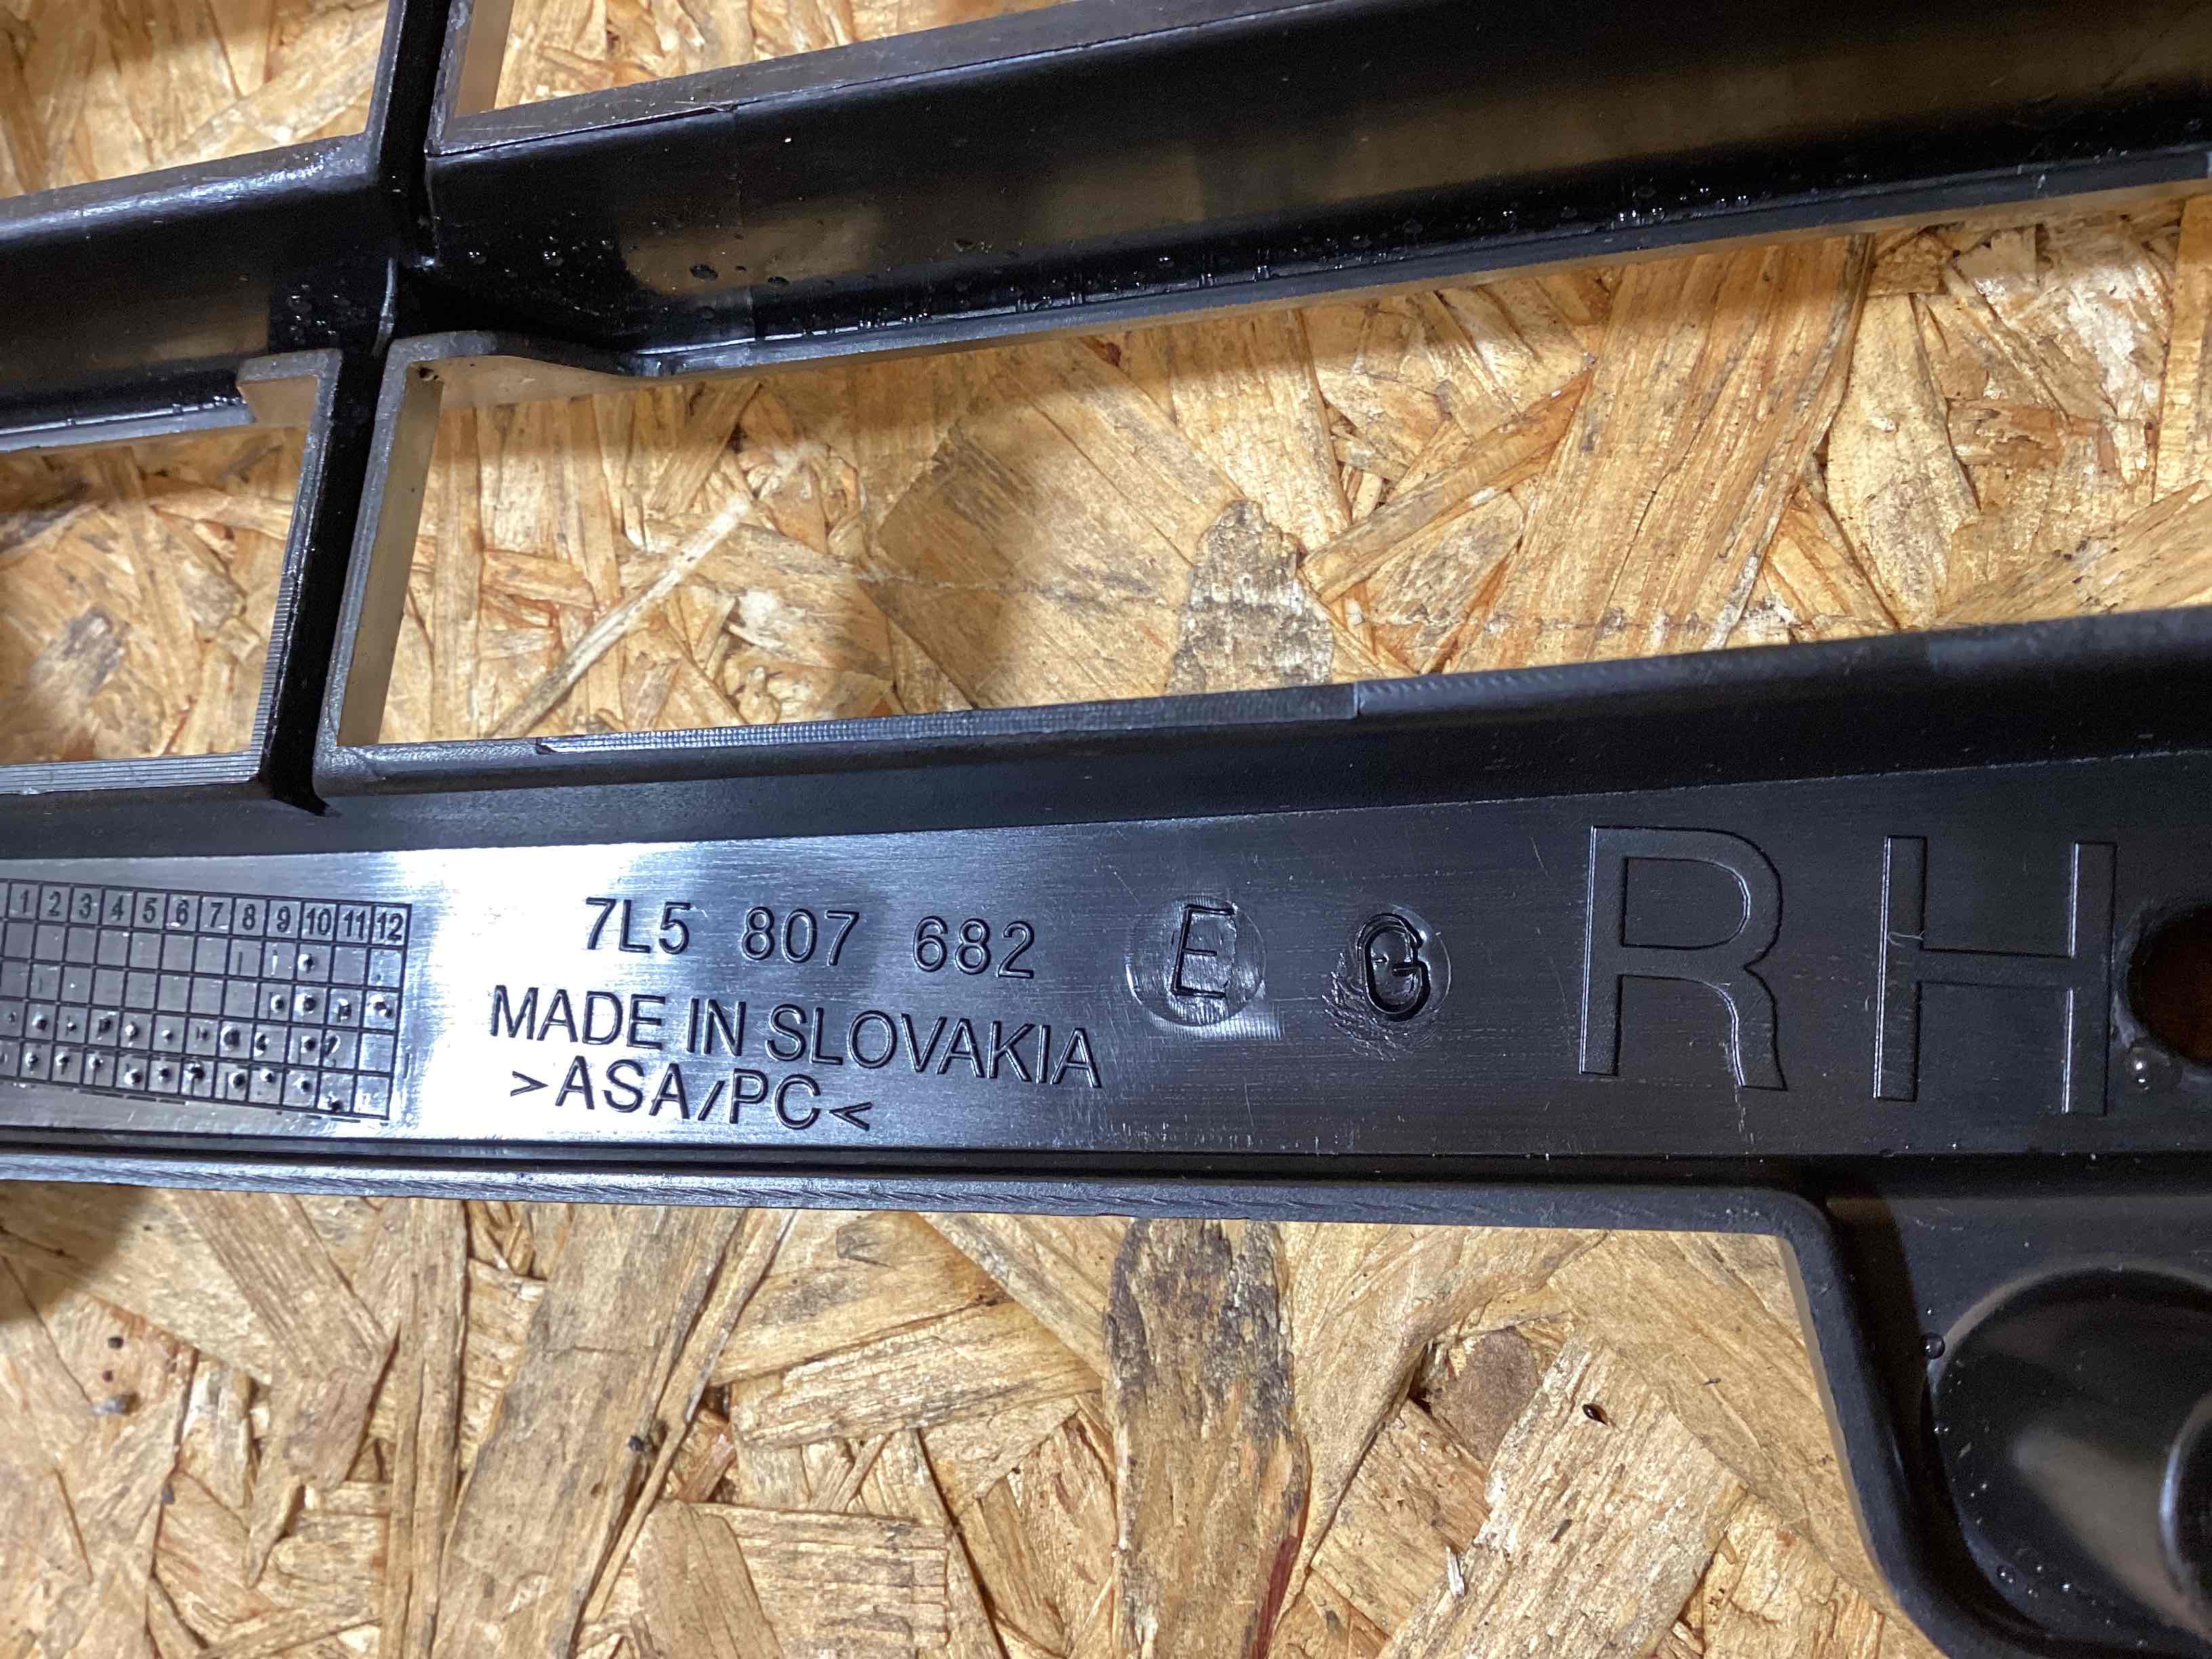 1 2 3 4 5 6 7 8 9 10 11 12
7L5 807 682 E G
MADE IN SLOVAKIA
>ASA/PC<
RH